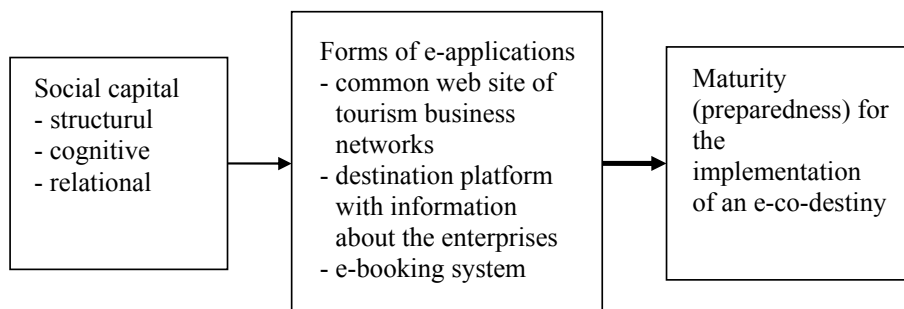 Social capital
- structurul
- cognitive
- relational
Forms of e-applications
- common web site of
tourism business
networks
- destination platform
with information
about the enterprises
- e-booking system
Maturity
(preparedness) for
the
implementation
of an e-co-destiny